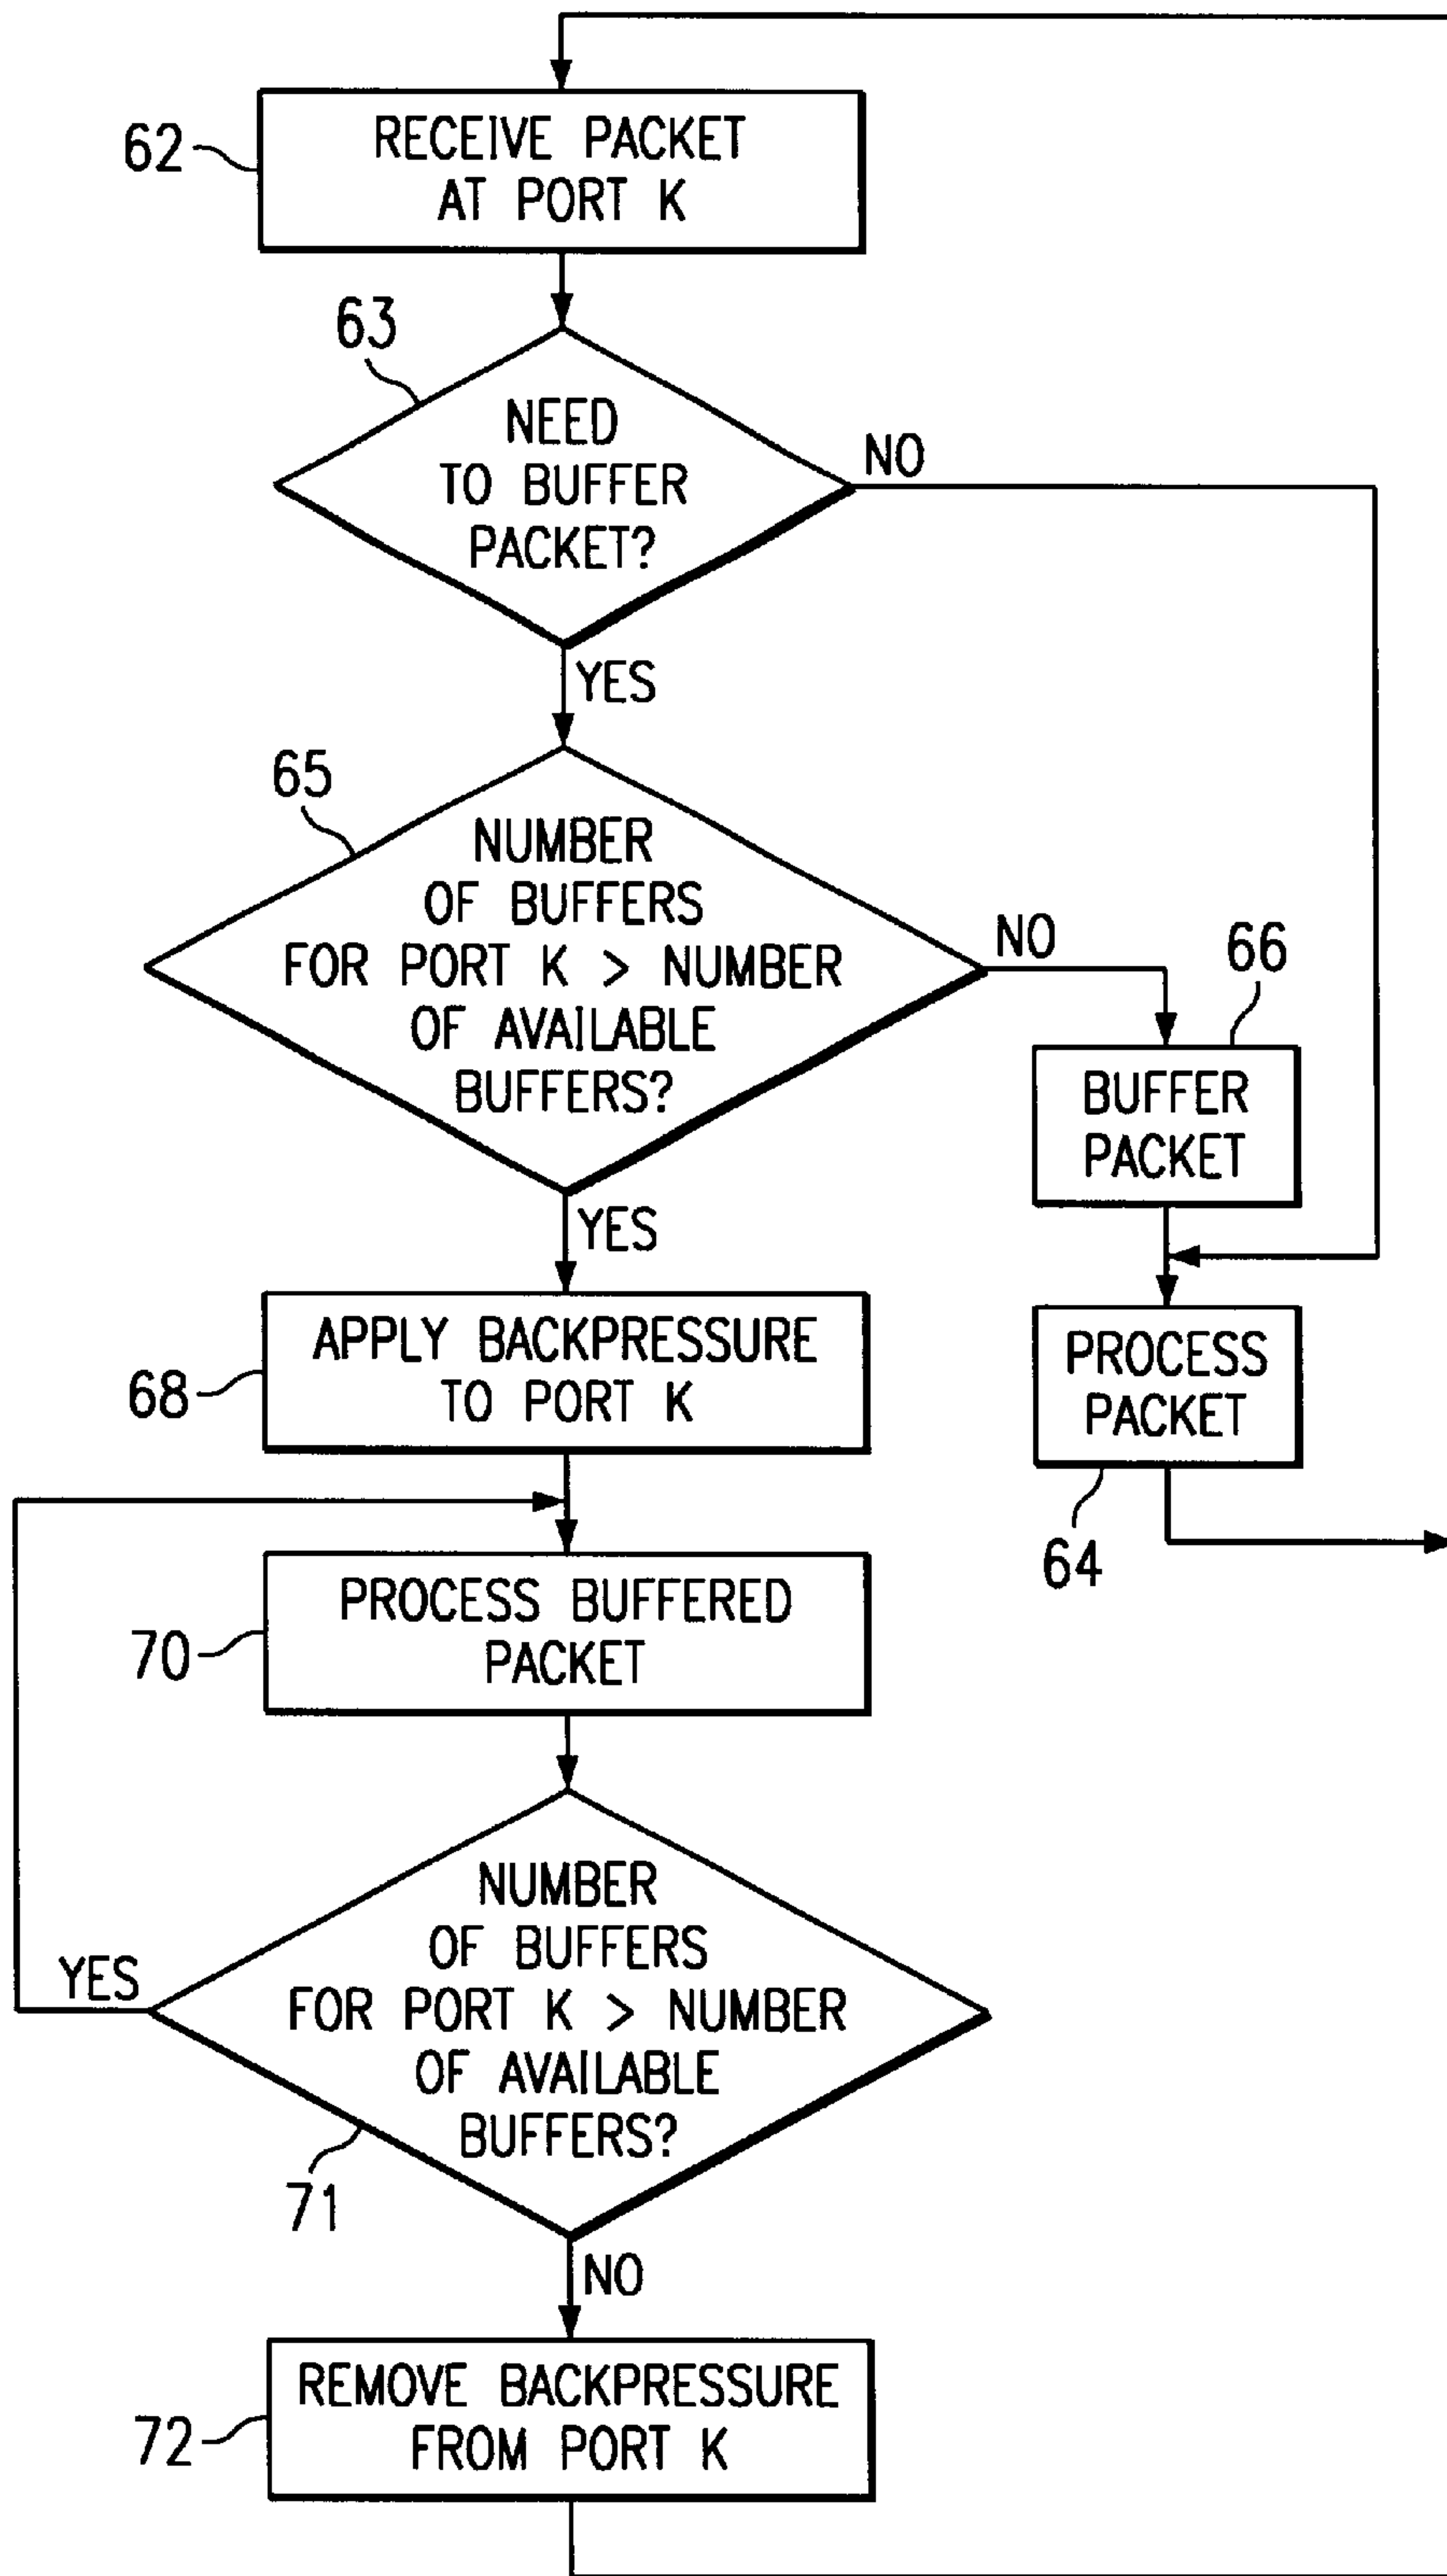 62
RECEIVE PACKET
AT PORT K
63
NEED
TO BUFFER
PACKET?
NO
YES
65
NUMBER
OF BUFFERS
FOR PORT K > NUMBER
OF AVAILABLE
BUFFERS?
NO
66
BUFFER
PACKET
YES
68
APPLY BACKPRESSURE
TO PORT K
PROCESS
PACKET
64
70
PROCESS BUFFERED
PACKET
YES
NUMBER
OF BUFFERS
FOR PORT K > NUMBER
OF AVAILABLE
BUFFERS?
71
NO
72
REMOVE BACKPRESSURE
FROM PORT K